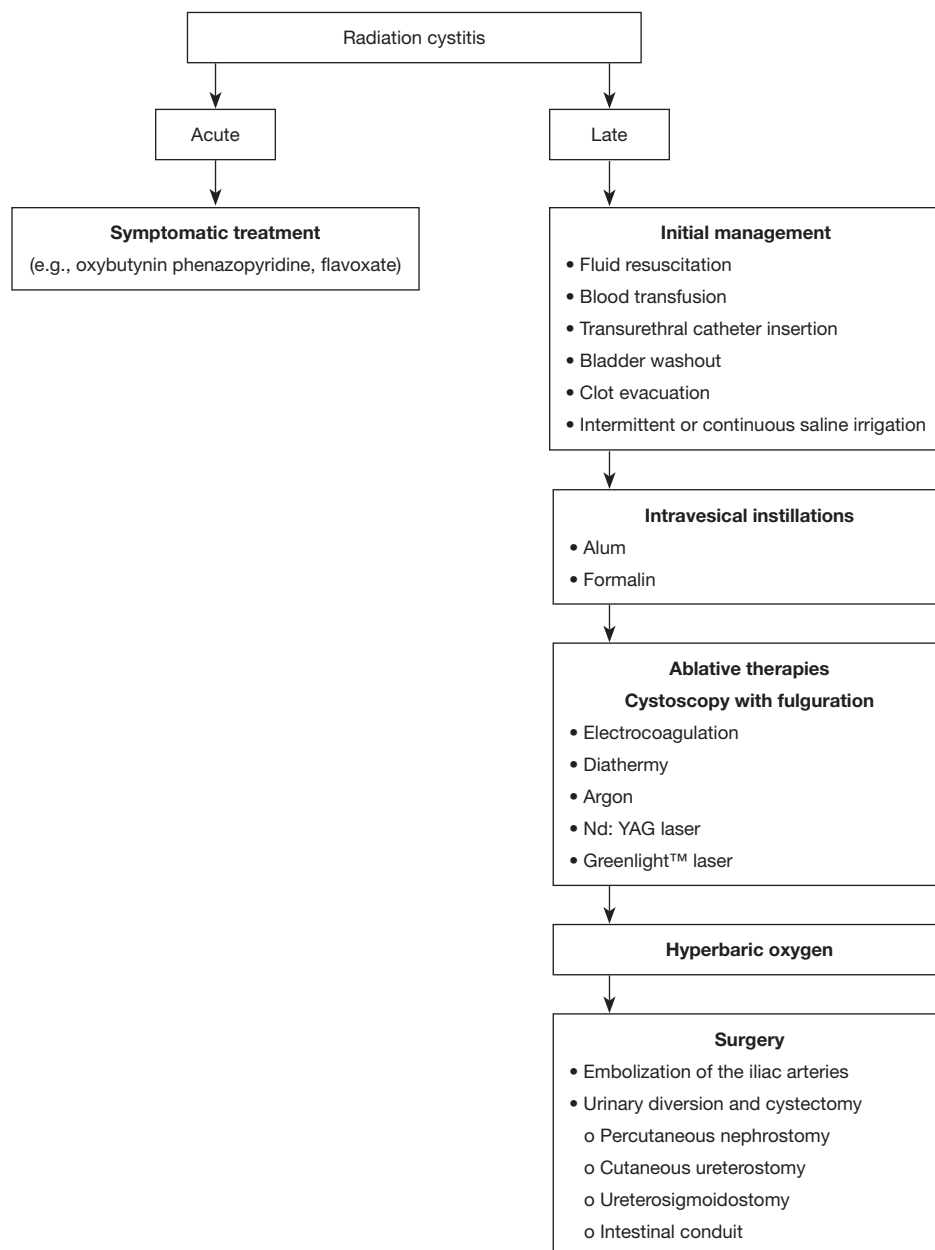 Radiation cystitis
Acute
Late
Symptomatic treatment
(e.g., oxybutynin phenazopyridine, flavoxate)
Initial management
• Fluid resuscitation
• Blood transfusion
• Transurethral catheter insertion
• Bladder washout
• Clot evacuation
• Intermittent or continuous saline irrigation
Intravesical instillations
• Alum
• Formalin
Ablative therapies
Cystoscopy with fulguration
• Electrocoagulation
• Diathermy
• Argon
• Nd: YAG laser
• Greenlight™ laser
Hyperbaric oxygen
Surgery
• Embolization of the iliac arteries
• Urinary diversion and cystectomy
o Percutaneous nephrostomy
o Cutaneous ureterostomy
o Ureterosigmoidostomy
o Intestinal conduit